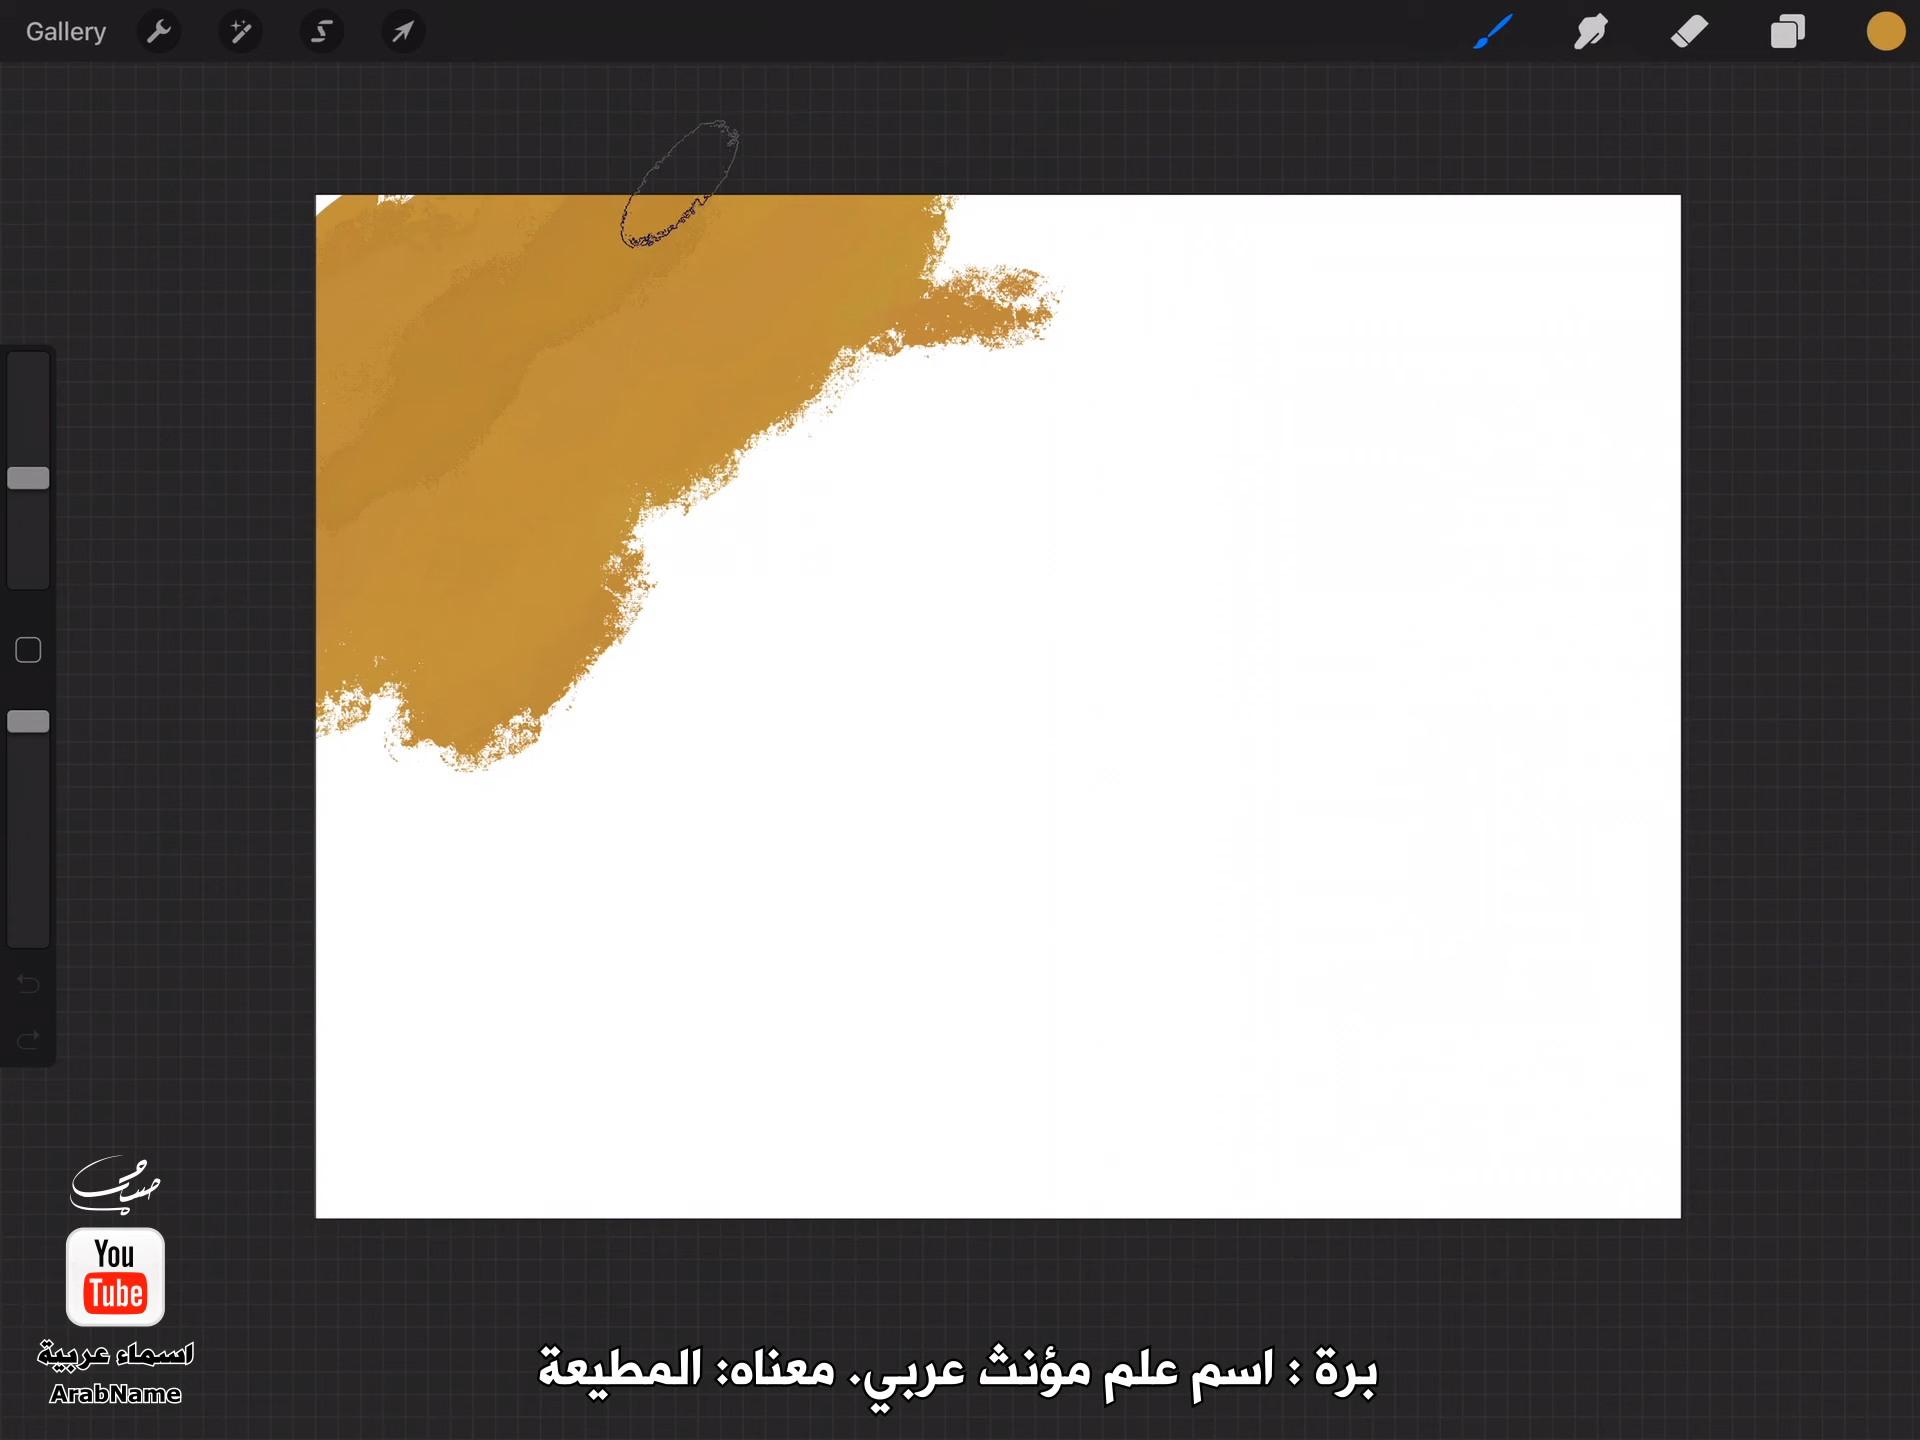 Gallery
You
Tube
اسماء عربية
ArabName
برة : اسم علم مؤنث عربي. معناه: المطيعة